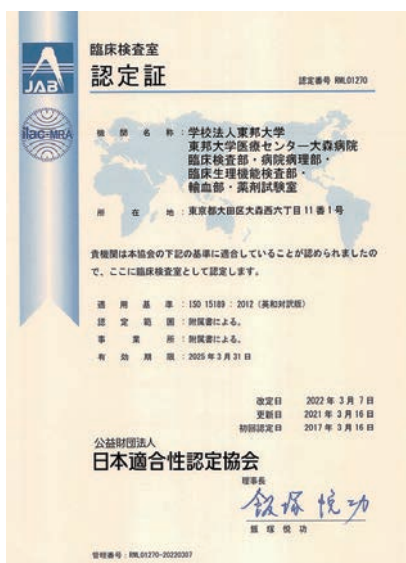 JAB
ilac-MRA
臨床検査室
認定証
認定番号 RML01270
機関名称：学校法人東邦大学
東邦大学医療センター大森病院
臨床検査部・病院病理部・
臨床生理機能検査部・
輸血部・薬剤試験室
所在地：東京都大田区大森西六丁目11番1号
貴機関は本協会の下記の基準に適合していることが認められましたの
で、ここに臨床検査室として認定します。
適用基準：ISO 15189：2012（英和対訳版）
認定範囲：附属書による。
事業所：附属書による。
有効期限：2025年3月31日
改定日 2022年 3月 7日
更新日 2021年 3月16日
初回認定日 2017年 3月16日
公益財団法人
日本適合性認定協会
理事長
飯塚悦功
飯塚悦功
管理番号：RML01270-20220307